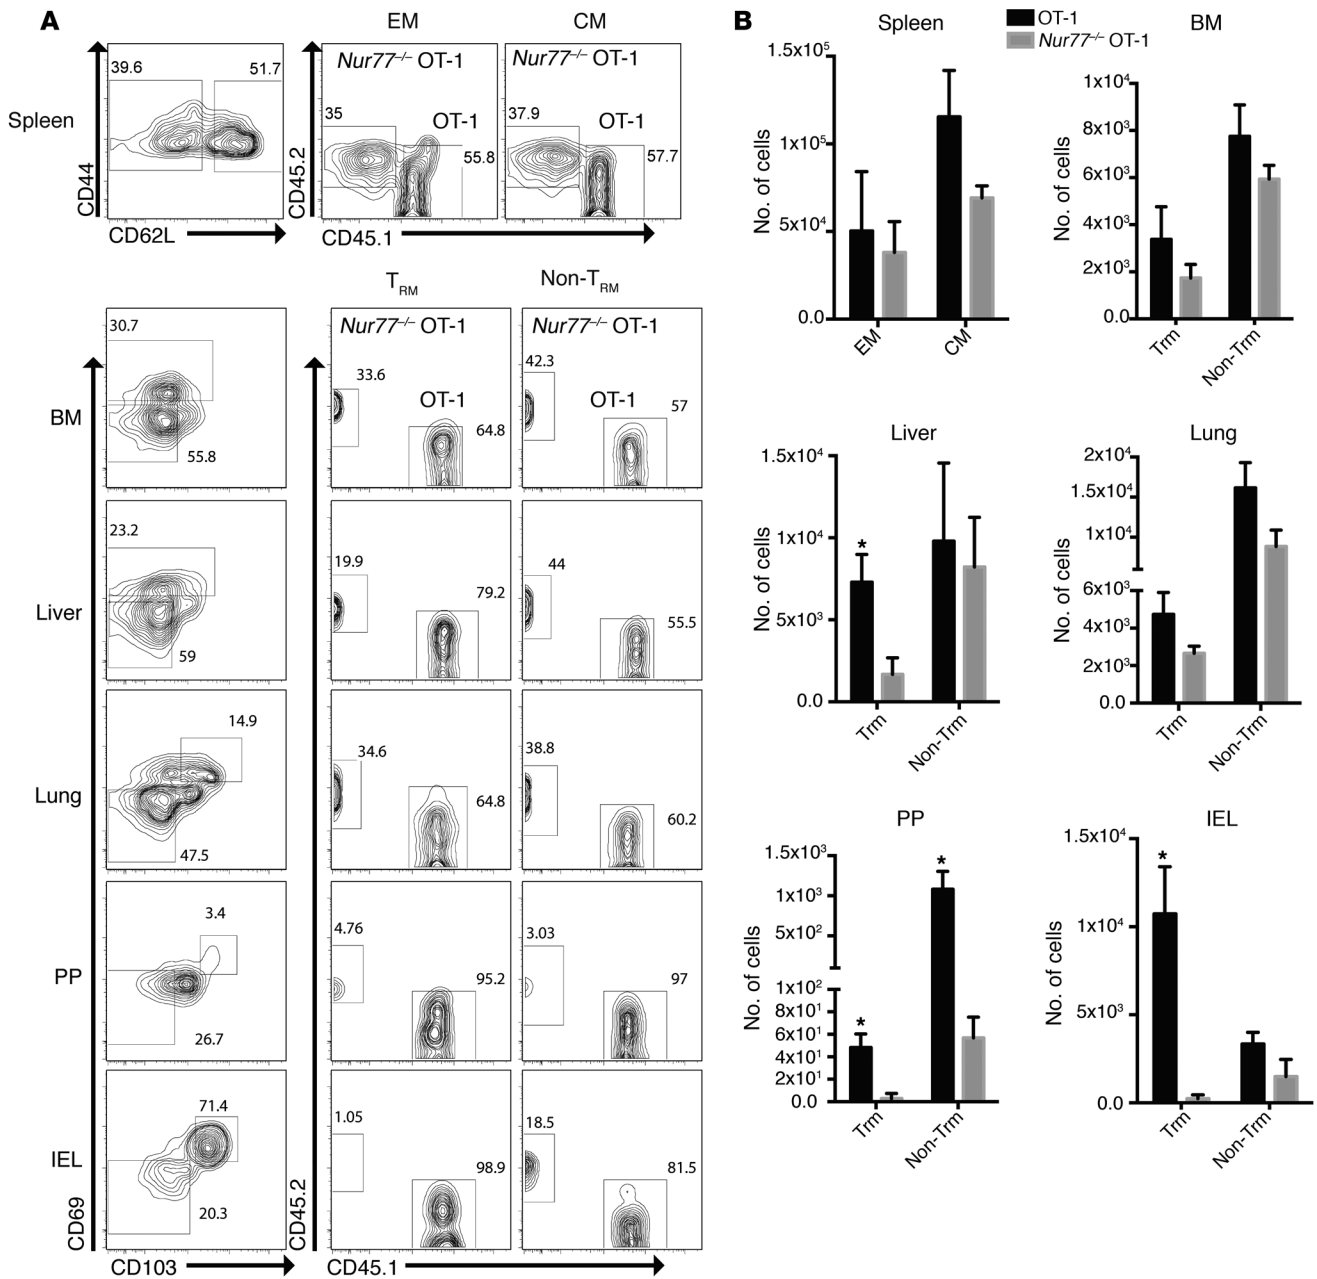 A
EM
CM
Spleen
39.6
51.7
CD44
CD62L
Nur77–/– OT-1
OT-1
35
55.8
Nur77–/– OT-1
OT-1
37.9
57.7
CD45.2
CD45.1
TRM
Non-TRM
BM
30.7
55.8
Nur77–/– OT-1
33.6
OT-1
64.8
Nur77–/– OT-1
42.3
OT-1
57
Liver
23.2
59
19.9
79.2
44
55.5
Lung
14.9
47.5
34.6
64.8
38.8
60.2
PP
3.4
26.7
4.76
95.2
3.03
97
IEL
71.4
20.3
1.05
98.9
18.5
81.5
CD69
CD103
CD45.2
CD45.1
B
OT-1
Nur77–/– OT-1
Spleen
No. of cells
1.5x10⁵
1x10⁵
5x10⁴
0.0
EM
CM
BM
No. of cells
1x10⁴
8x10³
6x10³
4x10³
2x10³
0.0
Trm
Non-Trm
Liver
No. of cells
1.5x10⁴
1x10⁴
5x10³
0.0
*
Trm
Non-Trm
Lung
No. of cells
No. of cells
2x10⁴
1.5x10⁴
1x10⁴
6x10³
4x10³
2x10³
0.0
Trm
Non-Trm
PP
No. of cells
No. of cells
1.5x10³
1x10³
5x10²
1x10²
8x10¹
6x10¹
4x10¹
2x10¹
0.0
*
*
Trm
Non-Trm
IEL
No. of cells
1.5x10⁴
1x10⁴
5x10³
0.0
*
Trm
Non-Trm